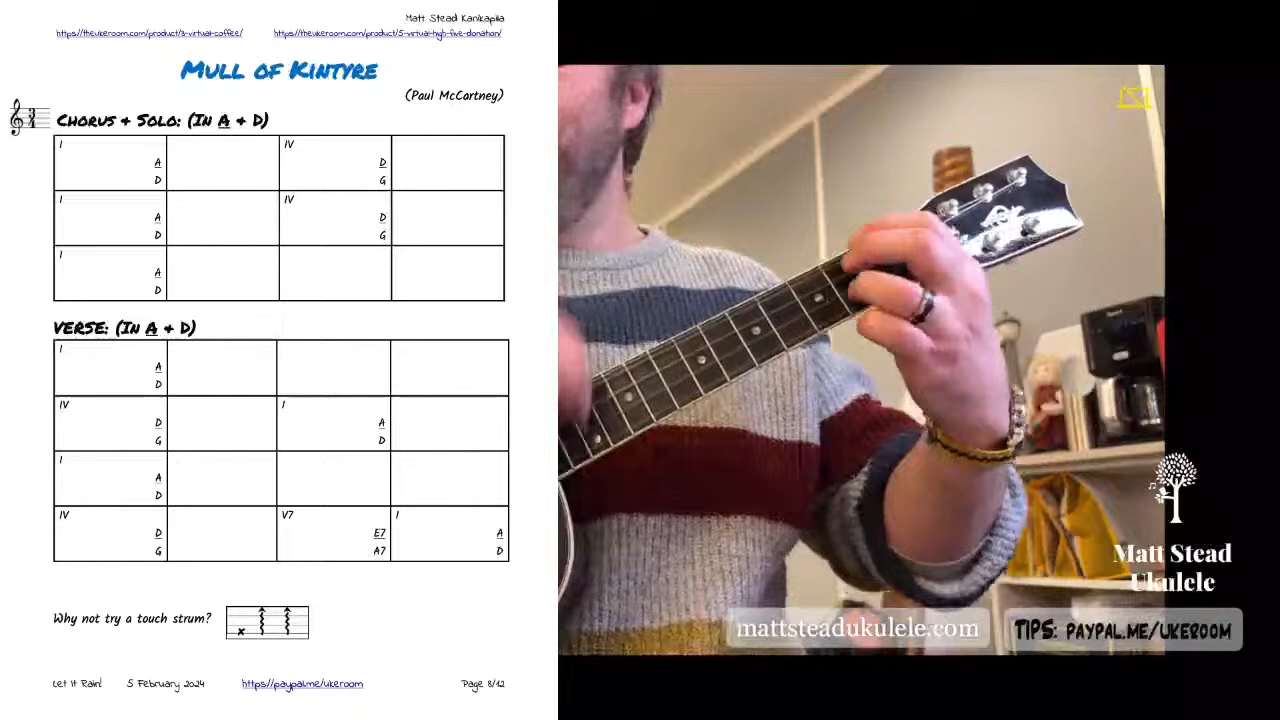 Matt Stead Kanikapila
https://theukeroom.com/product/3-virtual-coffee/ https://theukeroom.com/product/5-virtual-high-five-donation/
Mull of Kintyre
(Paul McCartney)
3
4
Chorus + Solo: (In A + D)
I IV
A D
D G
I IV
A D
D G
I
A
D
VERSE: (In A + D)
I
A
D
IV I
D A
G D
I
A
D
IV V7 I
D E7 A
G A7 D
Why not try a touch strum?
x
Let It Rain! 5 February 2024 https://paypal.me/ukeroom Page 8/12
Matt Stead
Ukulele
mattsteadukulele.com
TIPS: PAYPAL.ME/UKEROOM